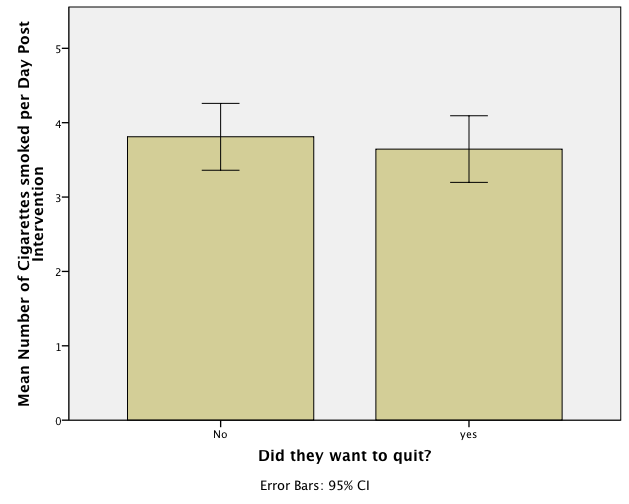 Mean Number of Cigarettes smoked per Day Post
Intervention
5
4
3
2
1
0
No
yes
Did they want to quit?
Error Bars: 95% CI